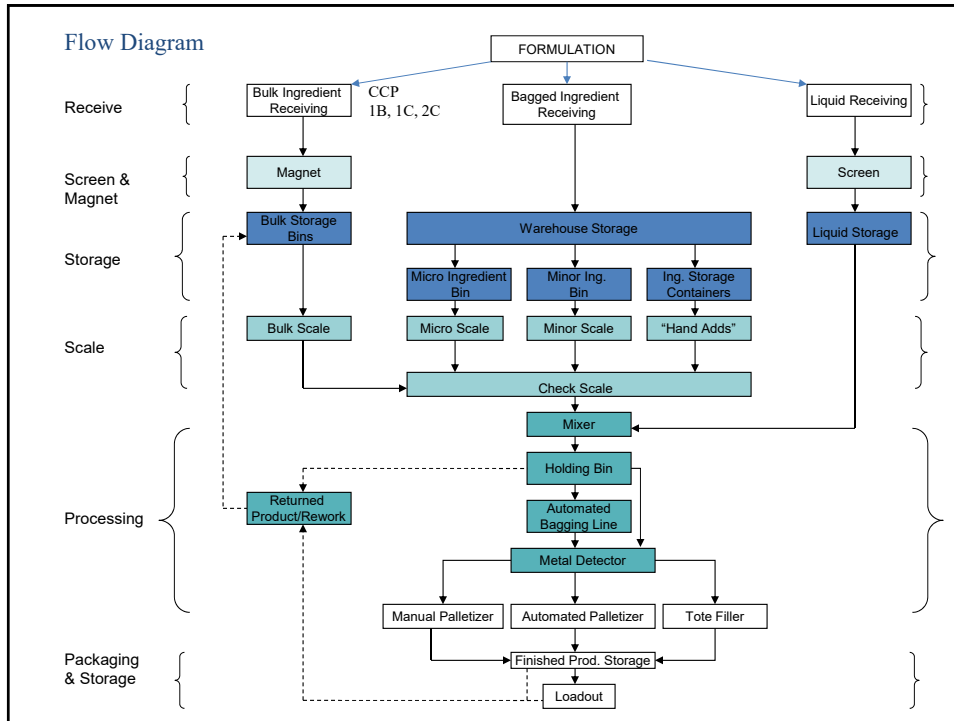 Flow Diagram
FORMULATION
Receive
Bulk Ingredient
Receiving
CCP
1B, 1C, 2C
Bagged Ingredient
Receiving
Liquid Receiving
Screen &
Magnet
Magnet
Screen
Storage
Bulk Storage
Bins
Warehouse Storage
Liquid Storage
Micro Ingredient
Bin
Minor Ing.
Bin
Ing. Storage
Containers
Scale
Bulk Scale
Micro Scale
Minor Scale
“Hand Adds”
Check Scale
Mixer
Processing
Holding Bin
Returned
Product/Rework
Automated
Bagging Line
Metal Detector
Manual Palletizer
Automated Palletizer
Tote Filler
Packaging
& Storage
Finished Prod. Storage
Loadout